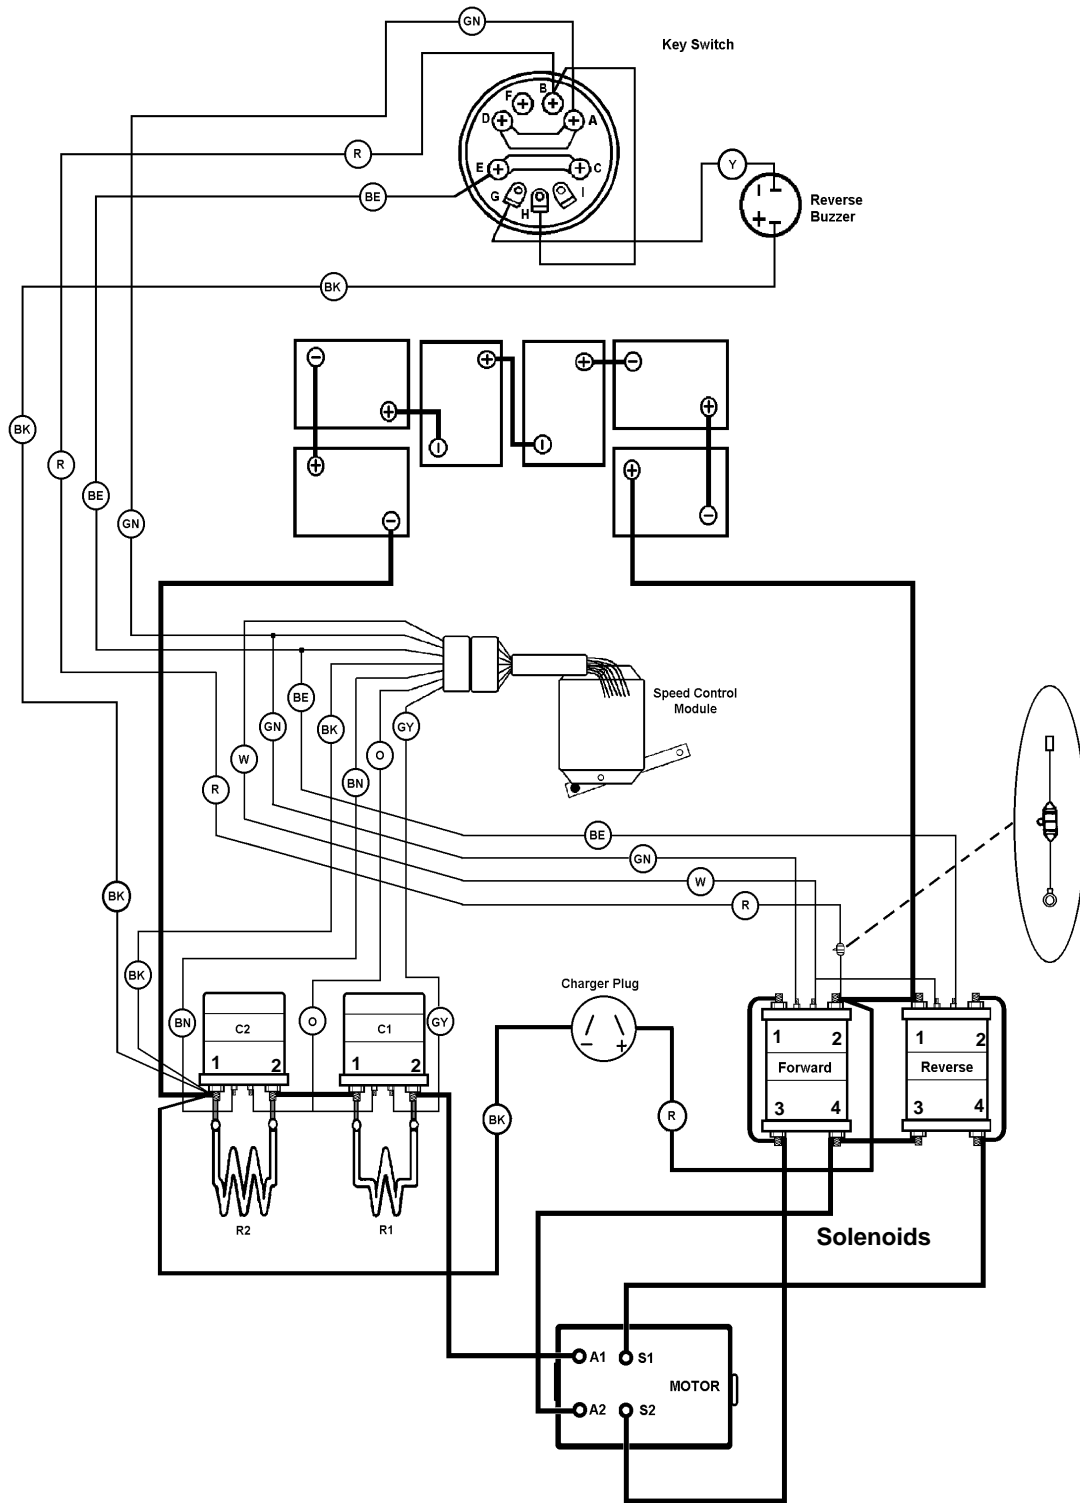 GN
Key Switch
F
B
D
A
R
E
C
Y
BE
G
I
H
Reverse
Buzzer
BK
BK
R
BE
GN
Speed Control
Module
BE
GN
BK
GY
W
O
BN
R
BE
GN
W
BK
R
BK
Charger Plug
BN
C2
O
C1
GY
1
2
1
2
1
2
1
2
Forward
Reverse
3
4
3
4
BK
R
R2
R1
Solenoids
A1
S1
MOTOR
A2
S2